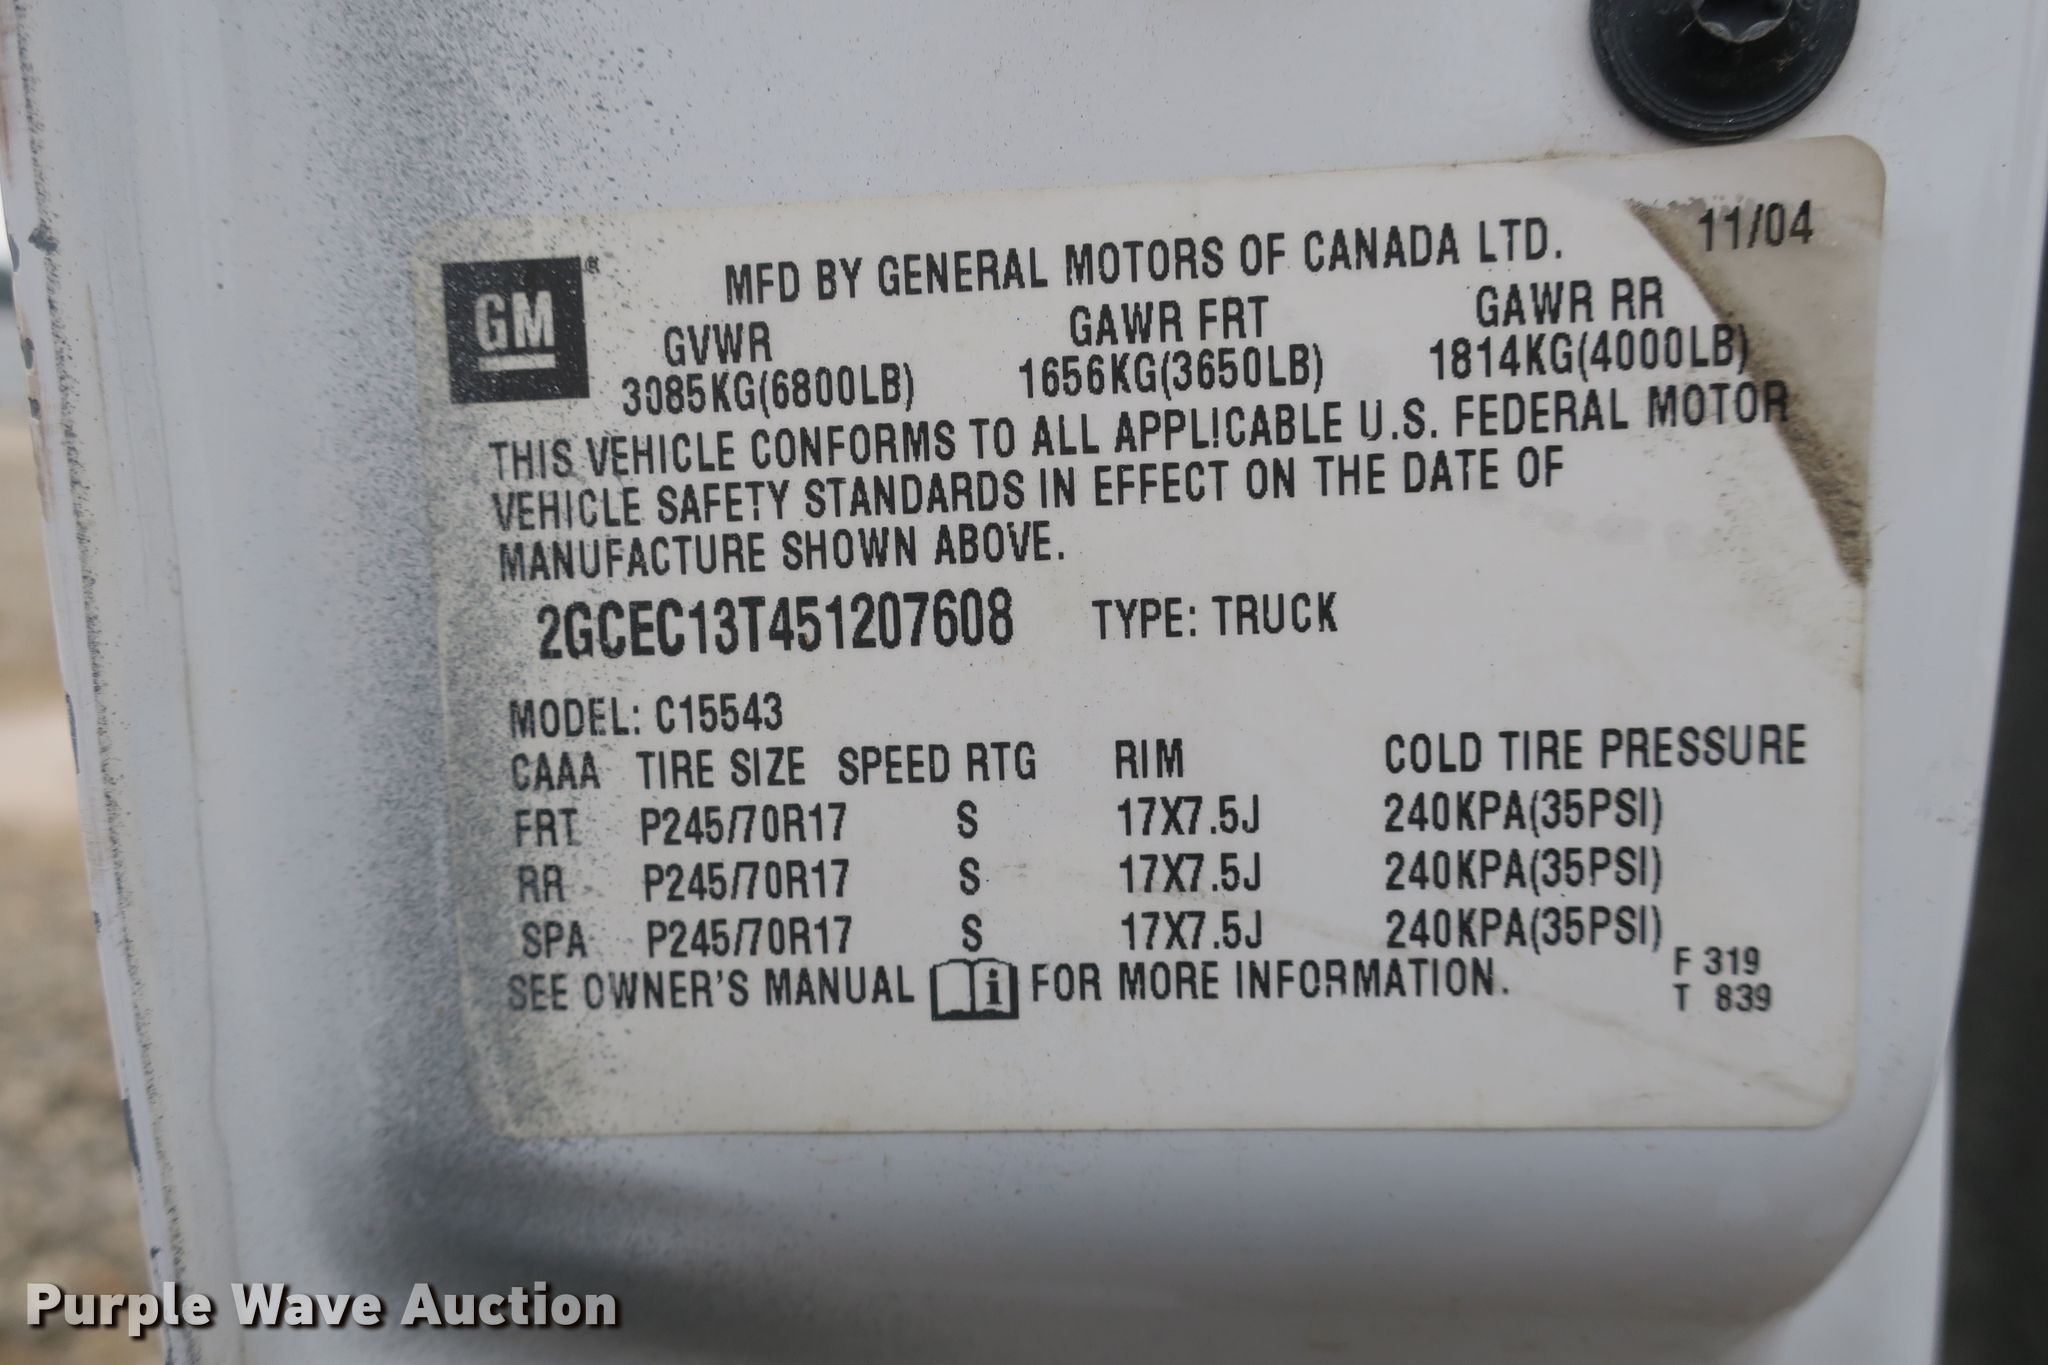 GM ®
MFD BY GENERAL MOTORS OF CANADA LTD. 11/04
GVWR GAWR FRT GAWR RR
3085KG(6800LB) 1656KG(3650LB) 1814KG(4000LB)
THIS VEHICLE CONFORMS TO ALL APPLICABLE U.S. FEDERAL MOTOR
VEHICLE SAFETY STANDARDS IN EFFECT ON THE DATE OF
MANUFACTURE SHOWN ABOVE.
2GCEC13T451207608 TYPE: TRUCK
MODEL: C15543
CAAA TIRE SIZE SPEED RTG RIM COLD TIRE PRESSURE
FRT P245/70R17 S 17X7.5J 240KPA(35PSI)
RR P245/70R17 S 17X7.5J 240KPA(35PSI)
SPA P245/70R17 S 17X7.5J 240KPA(35PSI)
SEE OWNER'S MANUAL i FOR MORE INFORMATION.
F 319
T 839
Purple Wave Auction